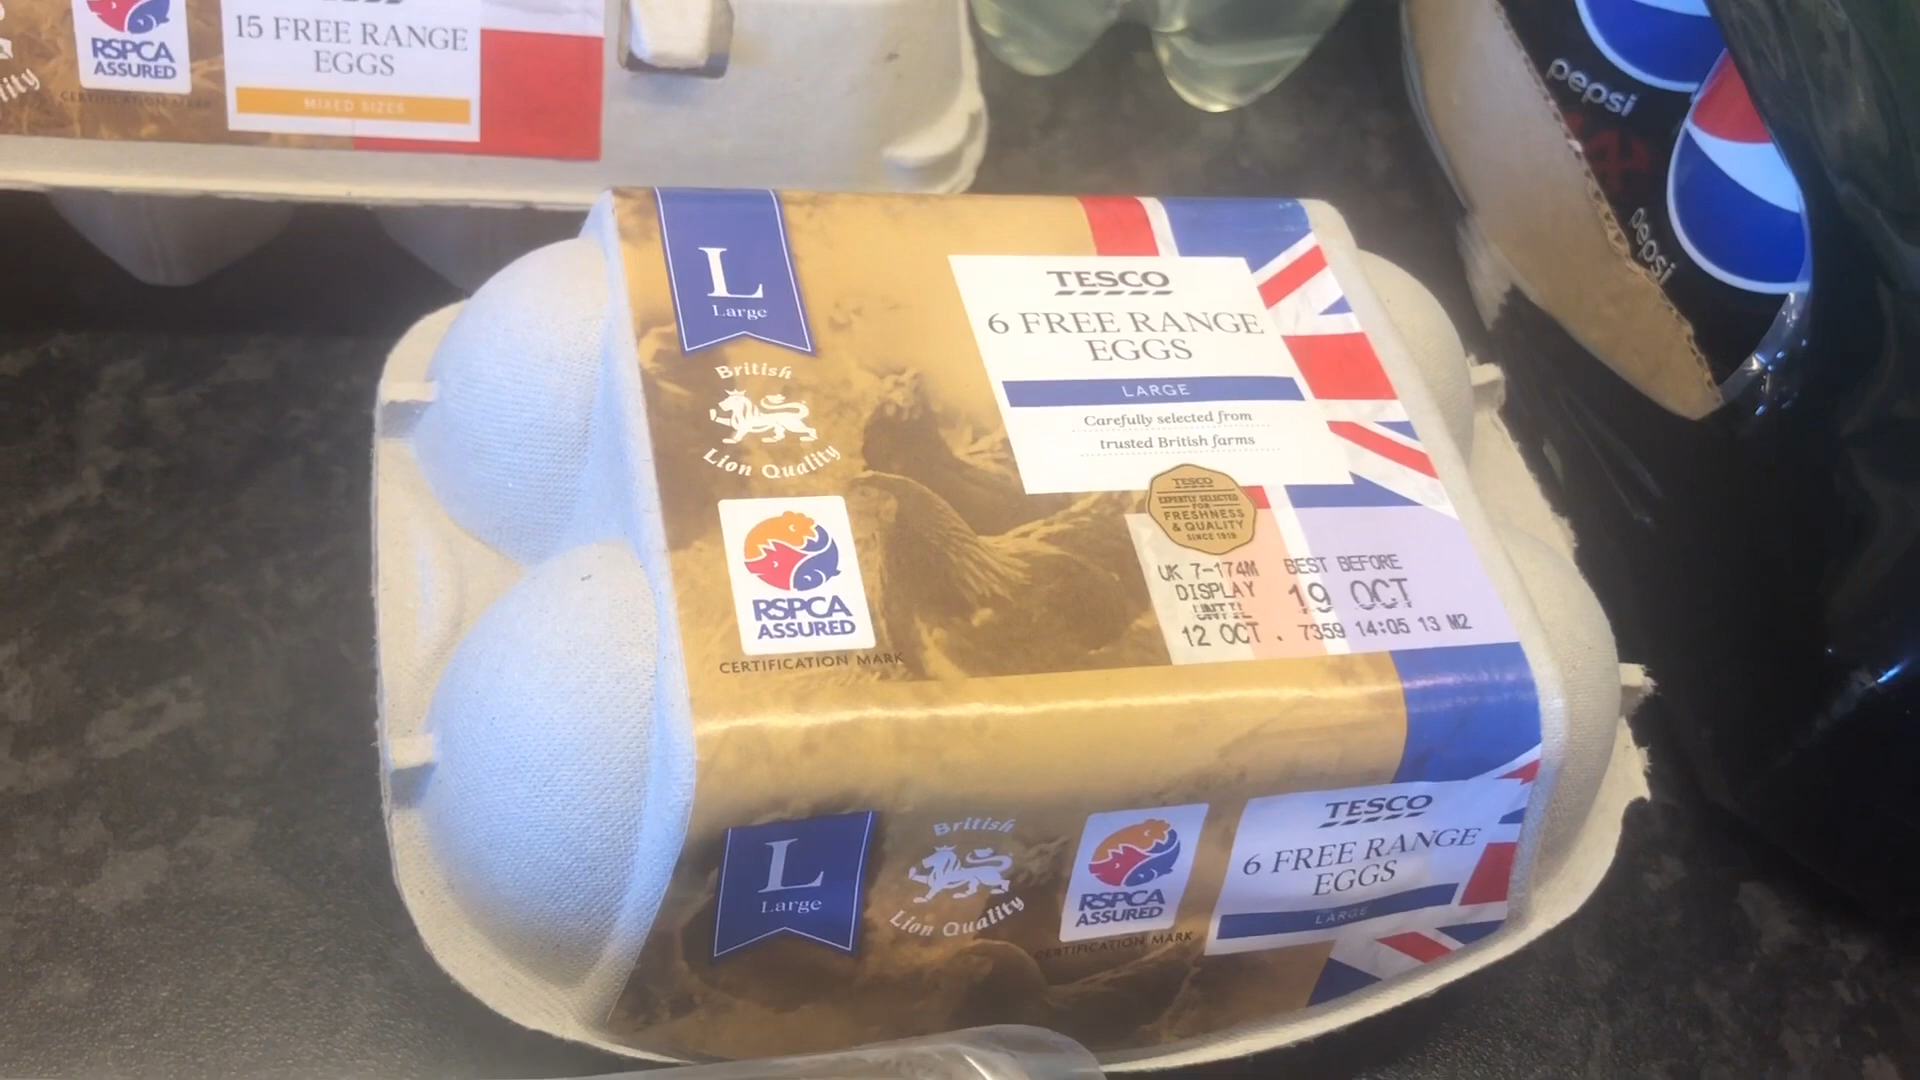 RSPCA
ASSURED
CERTIFICATION MARK
15 FREE RANGE
EGGS
MIXED SIZES
pepsi
pepsi
L
Large
British
Lion Quality
RSPCA
ASSURED
CERTIFICATION MARK
TESCO
6 FREE RANGE
EGGS
LARGE
Carefully selected from
trusted British farms
TESCO
EXPERTLY SELECTED
FOR
FRESHNESS
& QUALITY
SINCE 1919
UK 7-174M BEST BEFORE
DISPLAY 19 OCT
UNTIL
12 OCT . 7359 14:05 13 M2
L
Large
British
Lion Quality
RSPCA
ASSURED
CERTIFICATION MARK
TESCO
6 FREE RANGE
EGGS
LARGE